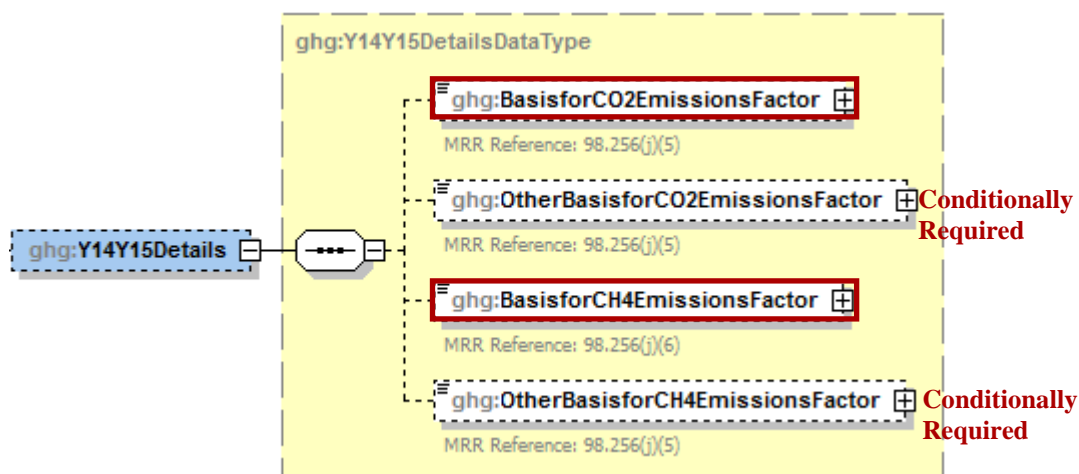 ghg:Y14Y15DetailsDataType
ghg:BasisforCO2EmissionsFactor
MRR Reference: 98.256(j)(5)
ghg:OtherBasisforCO2EmissionsFactor
Conditionally
Required
MRR Reference: 98.256(j)(5)
ghg:Y14Y15Details
ghg:BasisforCH4EmissionsFactor
MRR Reference: 98.256(j)(6)
ghg:OtherBasisforCH4EmissionsFactor
Conditionally
Required
MRR Reference: 98.256(j)(5)